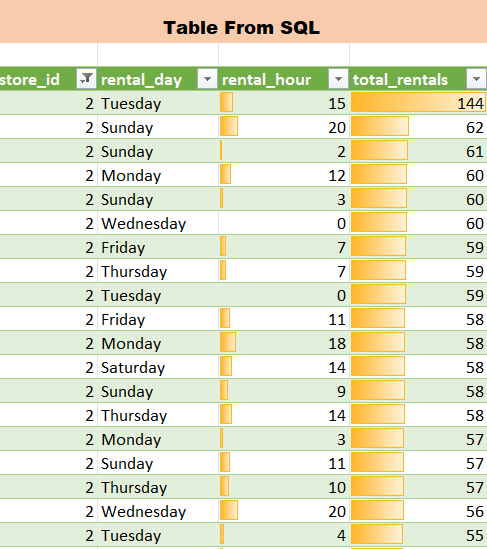 Table From SQL
store_id rental_day rental_hour total_rentals
2 Tuesday 15 144
2 Sunday 20 62
2 Sunday 2 61
2 Monday 12 60
2 Sunday 3 60
2 Wednesday 0 60
2 Friday 7 59
2 Thursday 7 59
2 Tuesday 0 59
2 Friday 11 58
2 Monday 18 58
2 Saturday 14 58
2 Sunday 9 58
2 Thursday 14 58
2 Monday 3 57
2 Sunday 11 57
2 Thursday 10 57
2 Wednesday 20 56
2 Tuesday 4 55